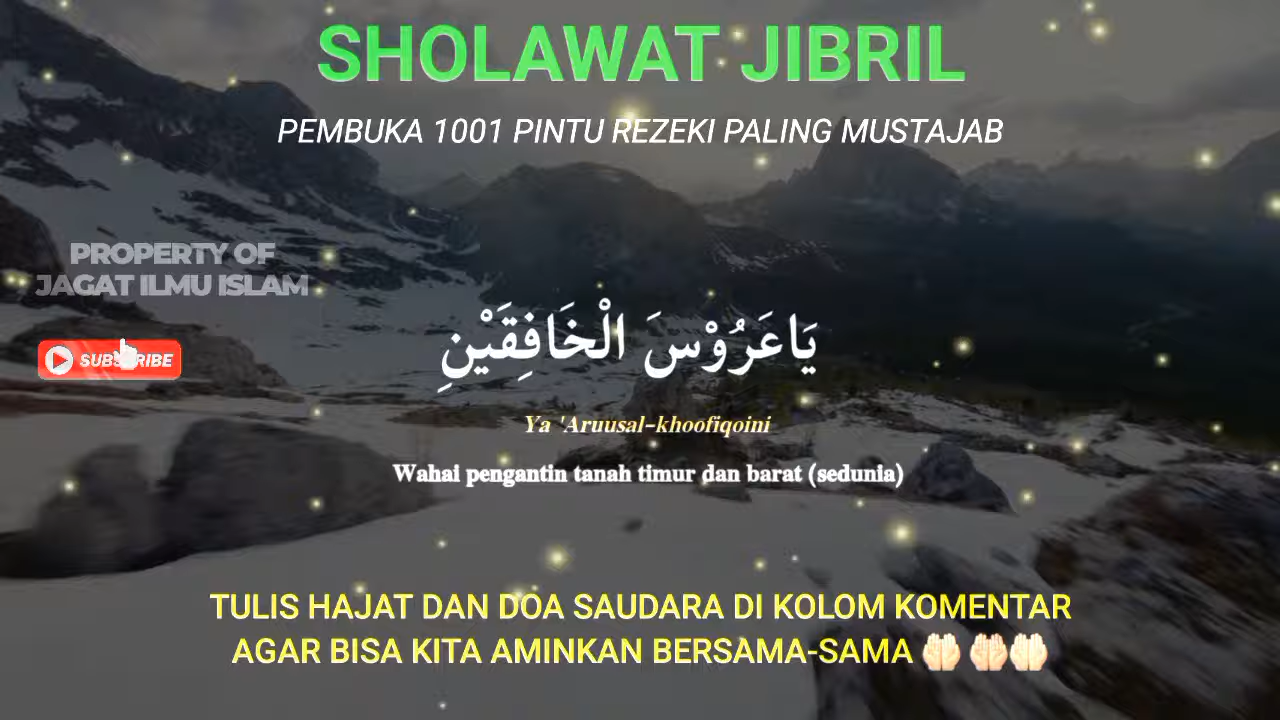 SHOLAWAT JIBRIL
PEMBUKA 1001 PINTU REZEKI PALING MUSTAJAB
PROPERTY OF
JAGAT ILMU ISLAM
SUBSCRIBE
يَاعَرُوْسَ الْخَافِقَيْنِ
Ya 'Aruusal-khoofiqoini
Wahai pengantin tanah timur dan barat (sedunia)
TULIS HAJAT DAN DOA SAUDARA DI KOLOM KOMENTAR
AGAR BISA KITA AMINKAN BERSAMA-SAMA 🤲🏻 🤲🏻🤲🏻